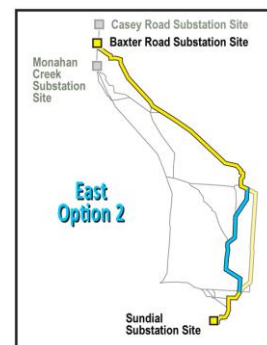 Casey Road Substation Site
Baxter Road Substation Site
Monahan
Creek
Substation
Site
East
Option 2
Sundial
Substation Site